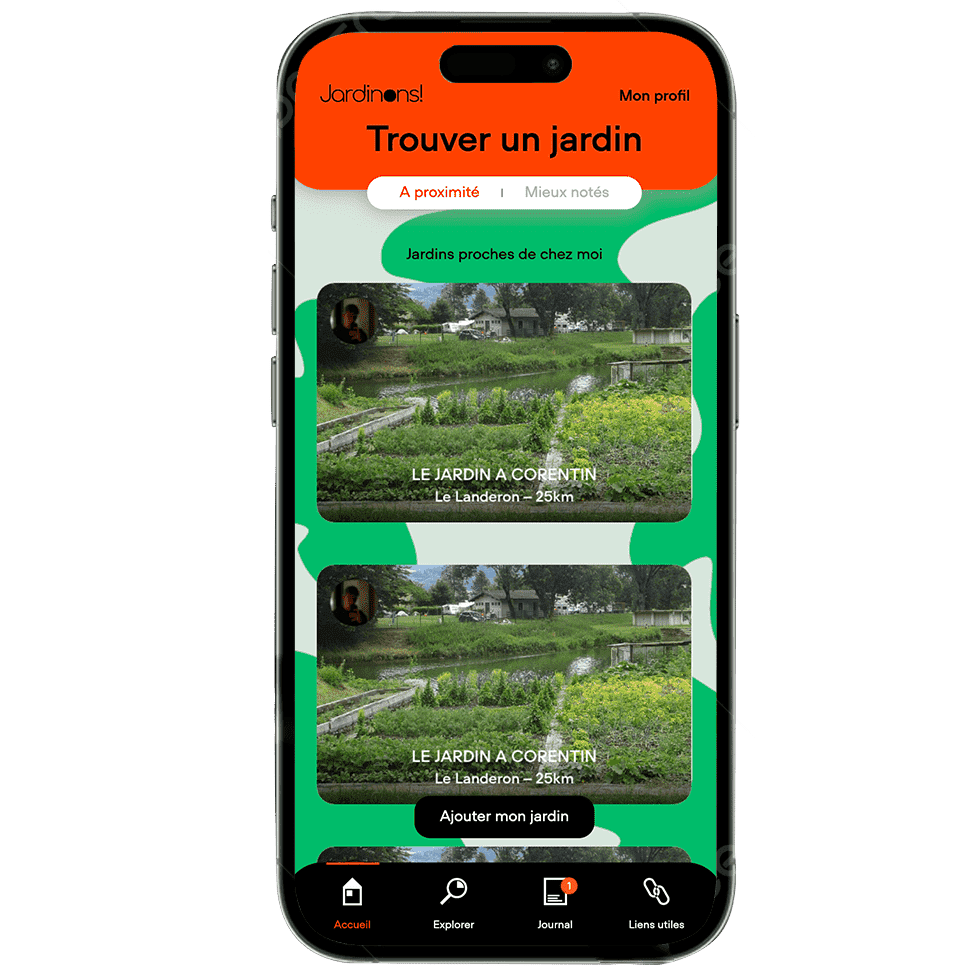 Jardinons!
Mon profil
Trouver un jardin
A proximité | Mieux notés
Jardins proches de chez moi
LE JARDIN A CORENTIN
Le Landeron – 25km
LE JARDIN A CORENTIN
Le Landeron – 25km
Ajouter mon jardin
1
Accueil
Explorer
Journal
Liens utiles